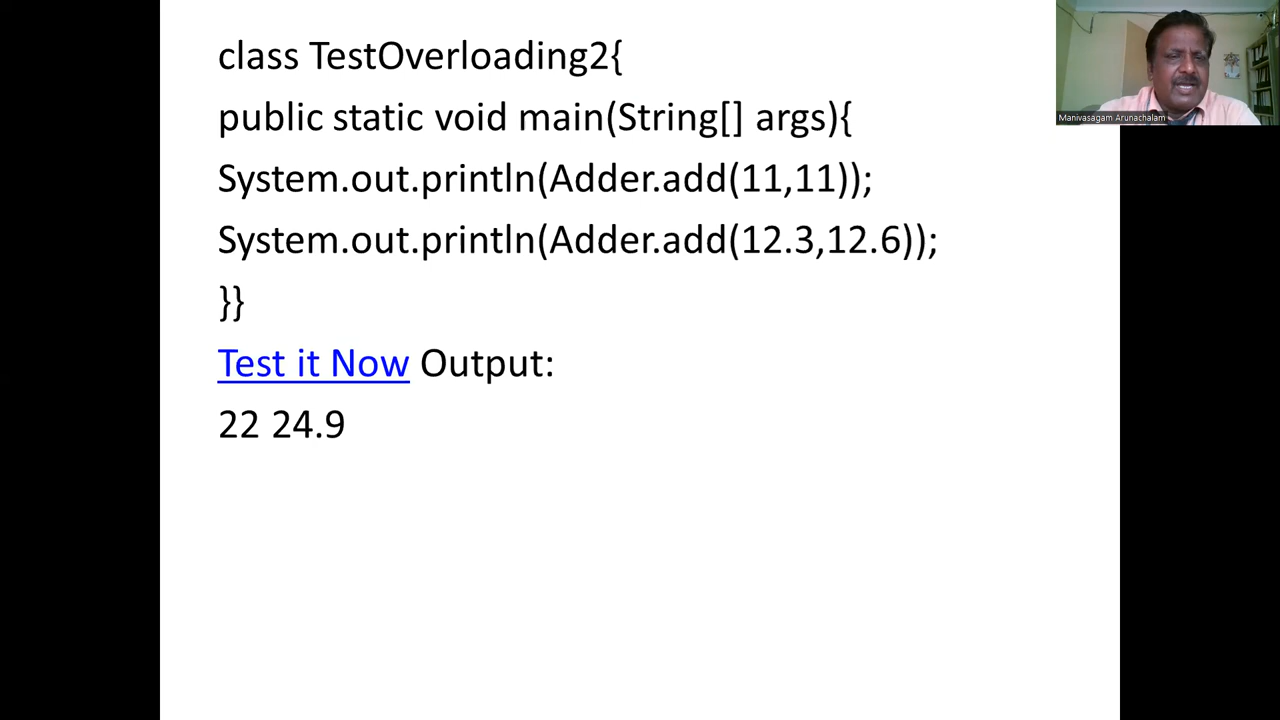 class TestOverloading2{
public static void main(String[] args){
System.out.println(Adder.add(11,11));
System.out.println(Adder.add(12.3,12.6));
}}
Test it Now Output:
22 24.9
Manivasagam Arunachalam